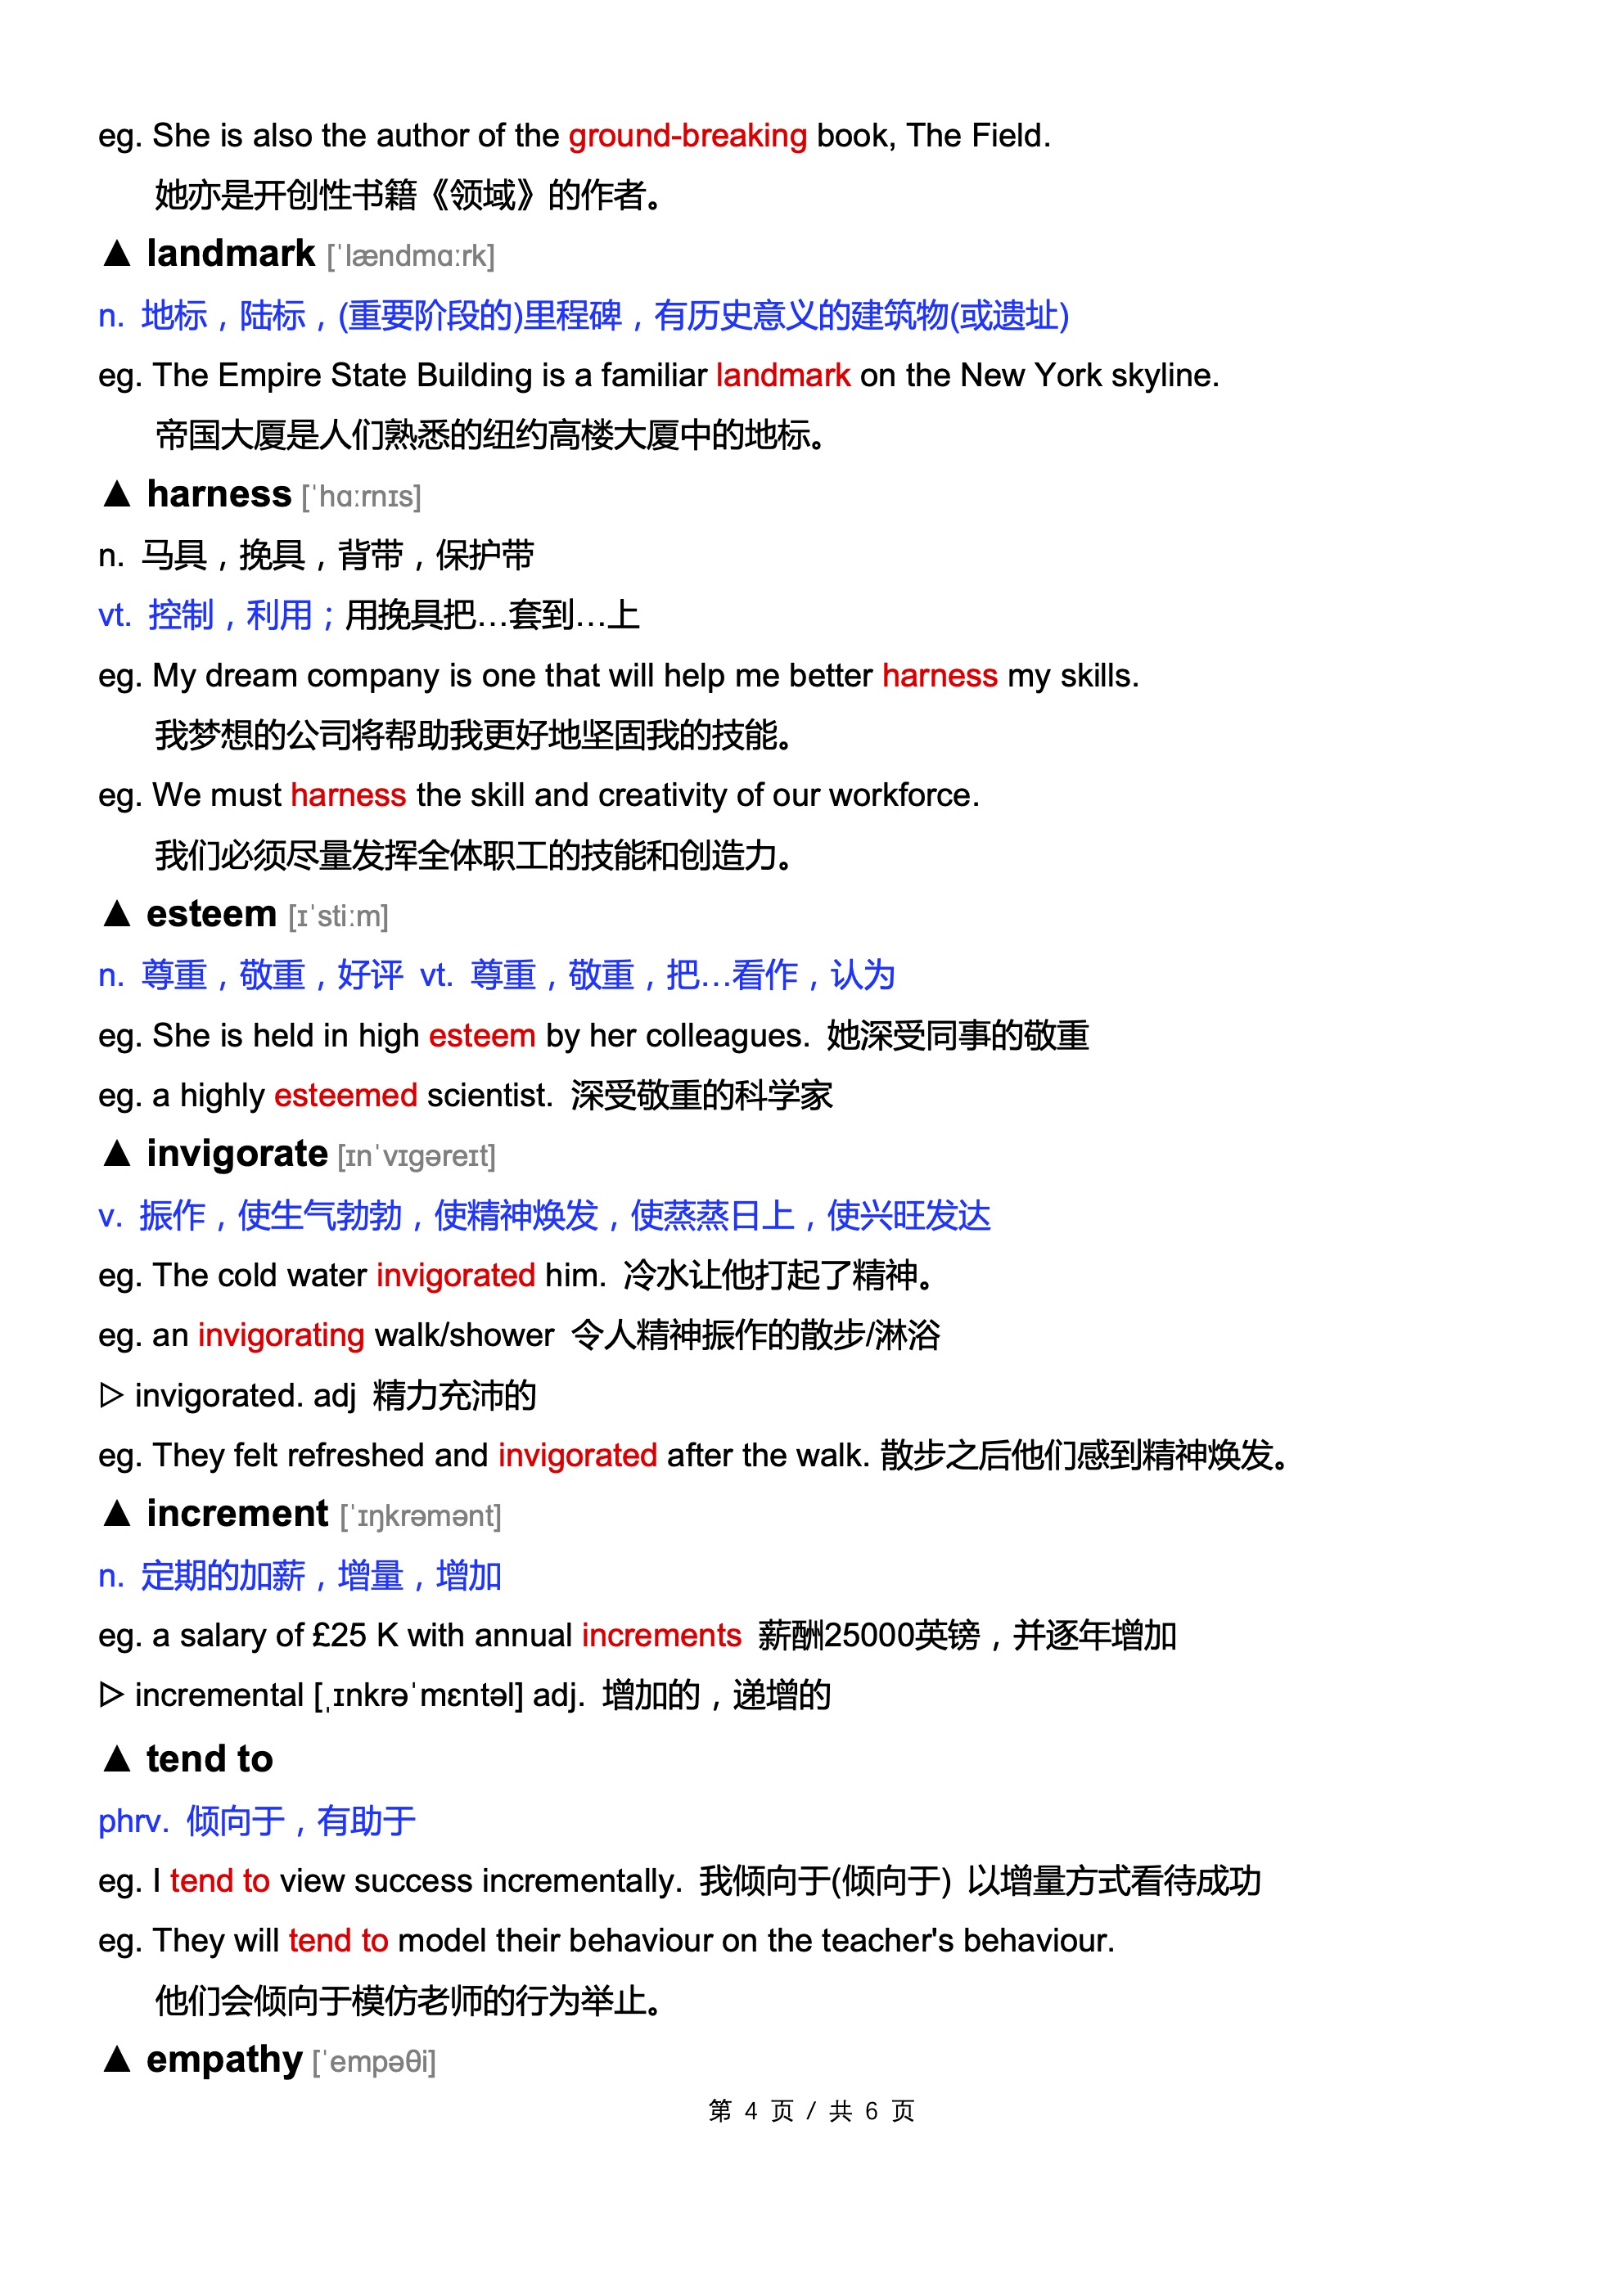 eg. She is also the author of the ground-breaking book, The Field.
她亦是开创性书籍《领域》的作者。
▲ landmark [ˈlændmɑːrk]
n. 地标，陆标，(重要阶段的)里程碑，有历史意义的建筑物(或遗址)
eg. The Empire State Building is a familiar landmark on the New York skyline.
帝国大厦是人们熟悉的纽约高楼大厦中的地标。
▲ harness [ˈhɑːrnɪs]
n. 马具，挽具，背带，保护带
vt. 控制，利用；用挽具把…套到…上
eg. My dream company is one that will help me better harness my skills.
我梦想的公司将帮助我更好地坚固我的技能。
eg. We must harness the skill and creativity of our workforce.
我们必须尽量发挥全体职工的技能和创造力。
▲ esteem [ɪˈstiːm]
n. 尊重，敬重，好评 vt. 尊重，敬重，把…看作，认为
eg. She is held in high esteem by her colleagues. 她深受同事的敬重
eg. a highly esteemed scientist. 深受敬重的科学家
▲ invigorate [ɪnˈvɪɡəreɪt]
v. 振作，使生气勃勃，使精神焕发，使蒸蒸日上，使兴旺发达
eg. The cold water invigorated him. 冷水让他打起了精神。
eg. an invigorating walk/shower 令人精神振作的散步/淋浴
▷ invigorated. adj 精力充沛的
eg. They felt refreshed and invigorated after the walk. 散步之后他们感到精神焕发。
▲ increment [ˈɪŋkrəmənt]
n. 定期的加薪，增量，增加
eg. a salary of £25 K with annual increments 薪酬25000英镑，并逐年增加
▷ incremental [ˌɪnkrəˈmɛntəl] adj. 增加的，递增的
▲ tend to
phrv. 倾向于，有助于
eg. I tend to view success incrementally. 我倾向于(倾向于) 以增量方式看待成功
eg. They will tend to model their behaviour on the teacher's behaviour.
他们会倾向于模仿老师的行为举止。
▲ empathy [ˈempəθi]
第 4 页 / 共 6 页